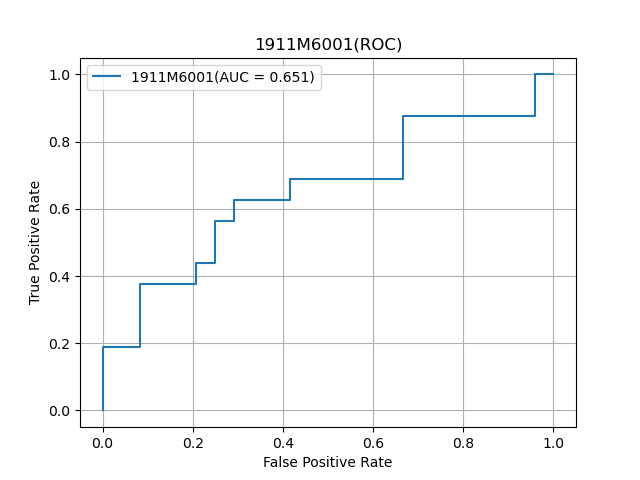 1911M6001(ROC)
1911M6001(AUC = 0.651)
True Positive Rate
1.0
0.8
0.6
0.4
0.2
0.0
0.0 0.2 0.4 0.6 0.8 1.0
False Positive Rate